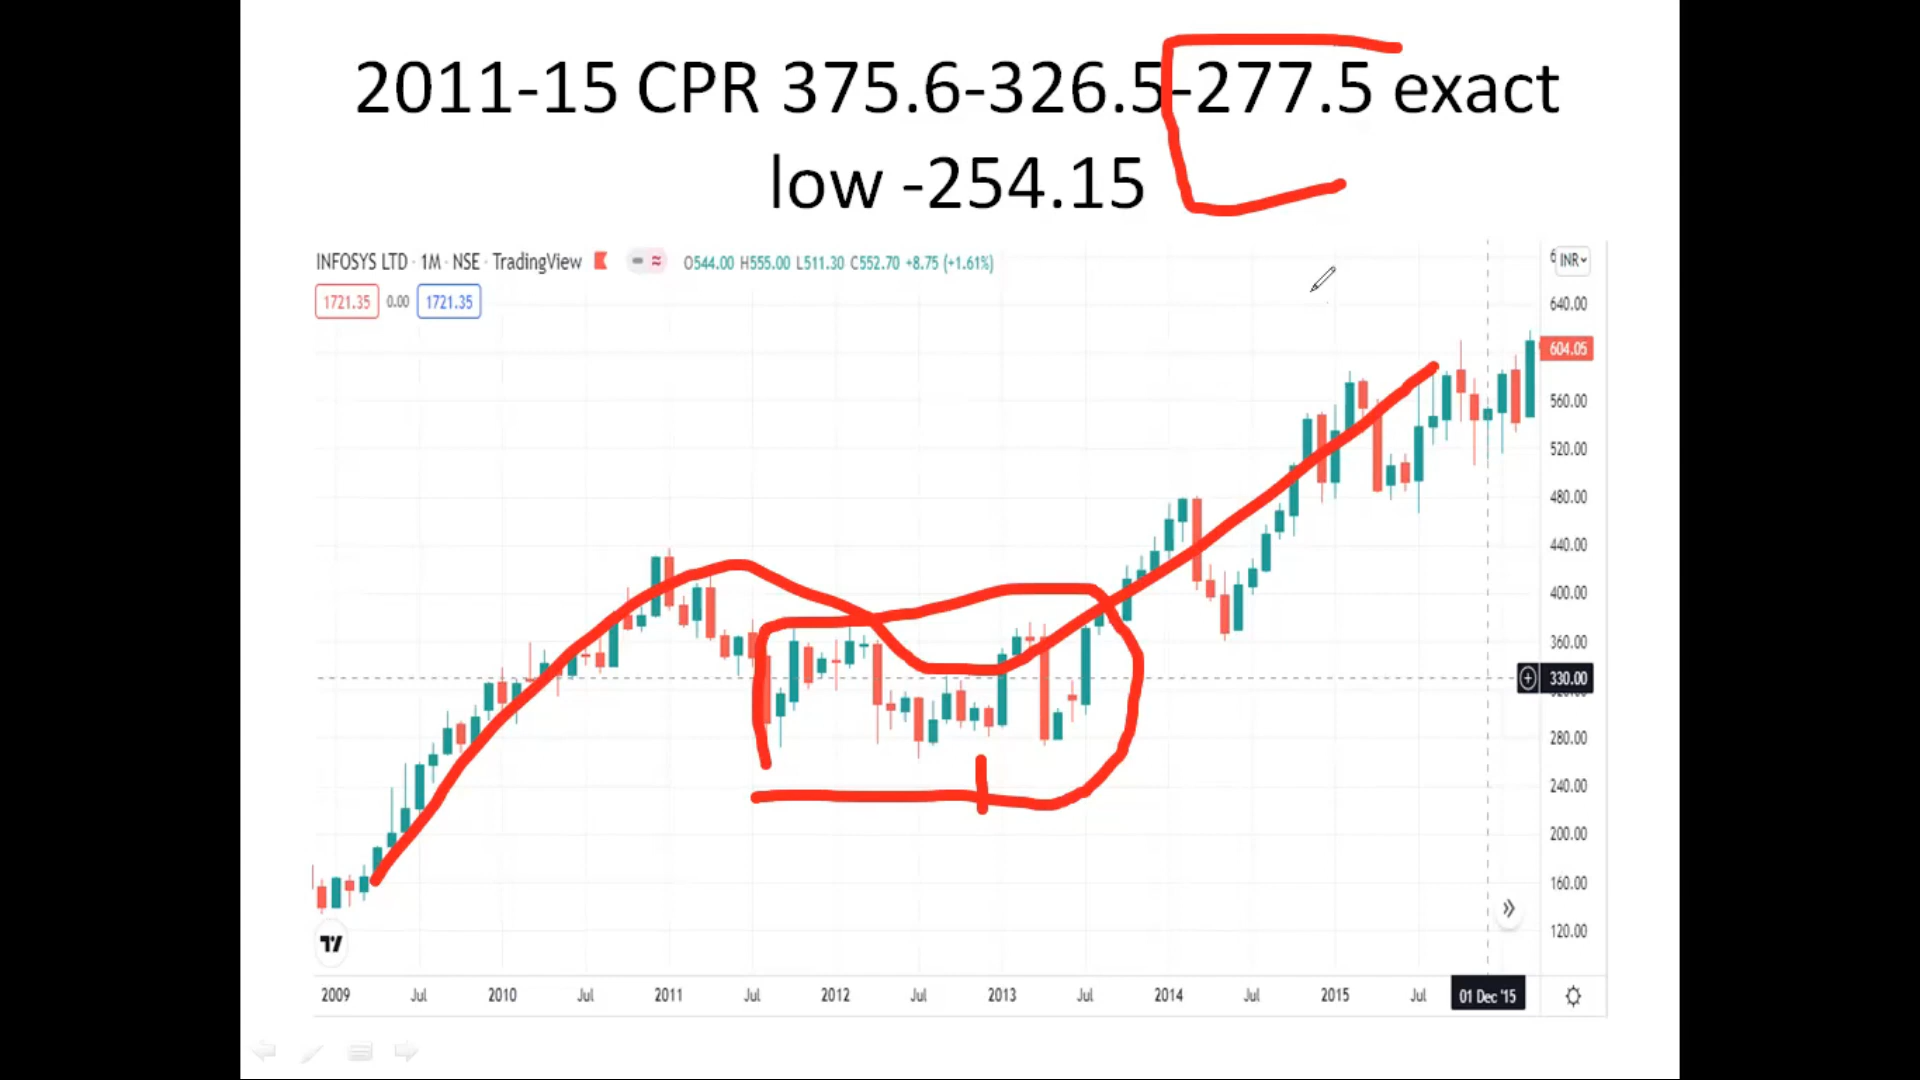 2011-15 CPR 375.6-326.5-277.5 exact
low -254.15
INFOSYS LTD · 1M · NSE · TradingView O544.00 H555.00 L511.30 C552.70 +8.75 (+1.61%)
INR
1721.35 0.00 1721.35
640.00
604.05
560.00
520.00
480.00
440.00
400.00
360.00
330.00
280.00
240.00
200.00
160.00
120.00
2009 Jul 2010 Jul 2011 Jul 2012 Jul 2013 Jul 2014 Jul 2015 Jul 01 Dec '15